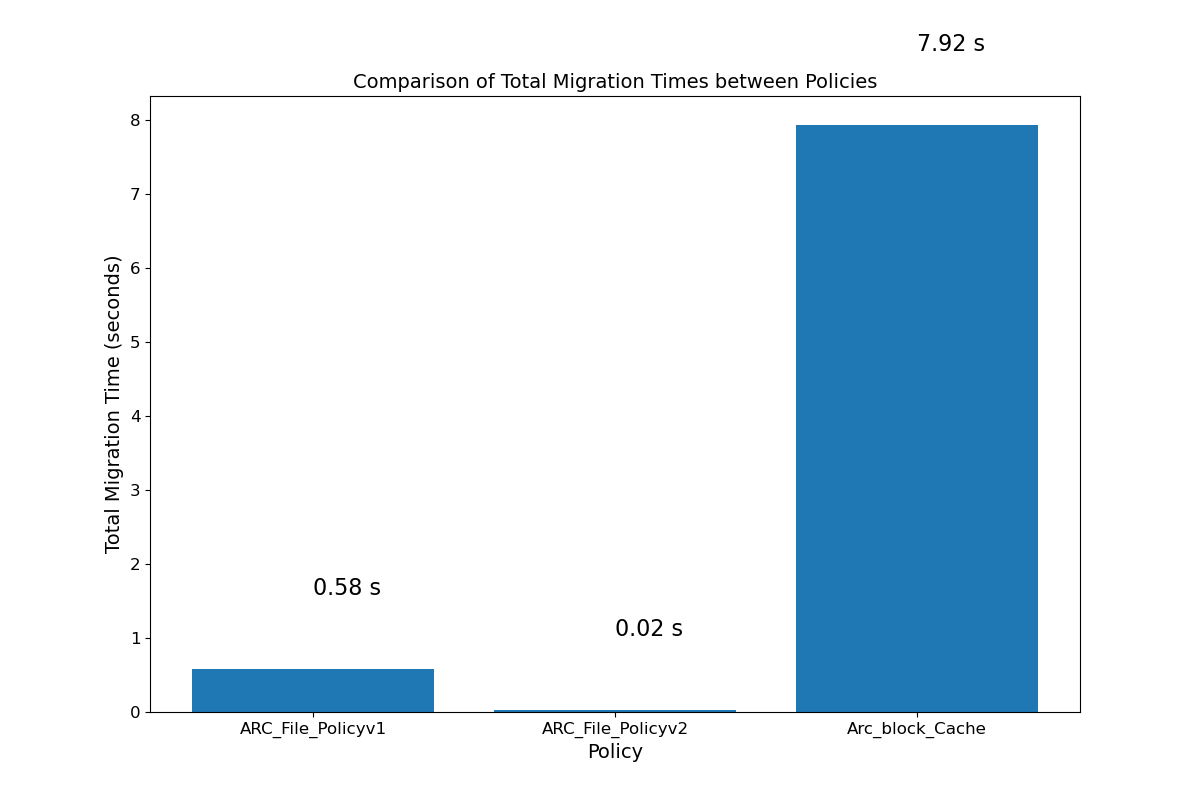 7.92 s
Comparison of Total Migration Times between Policies
Total Migration Time (seconds)
8
7
6
5
4
3
2
1
0
0.58 s
0.02 s
ARC_File_Policyv1
ARC_File_Policyv2
Arc_block_Cache
Policy